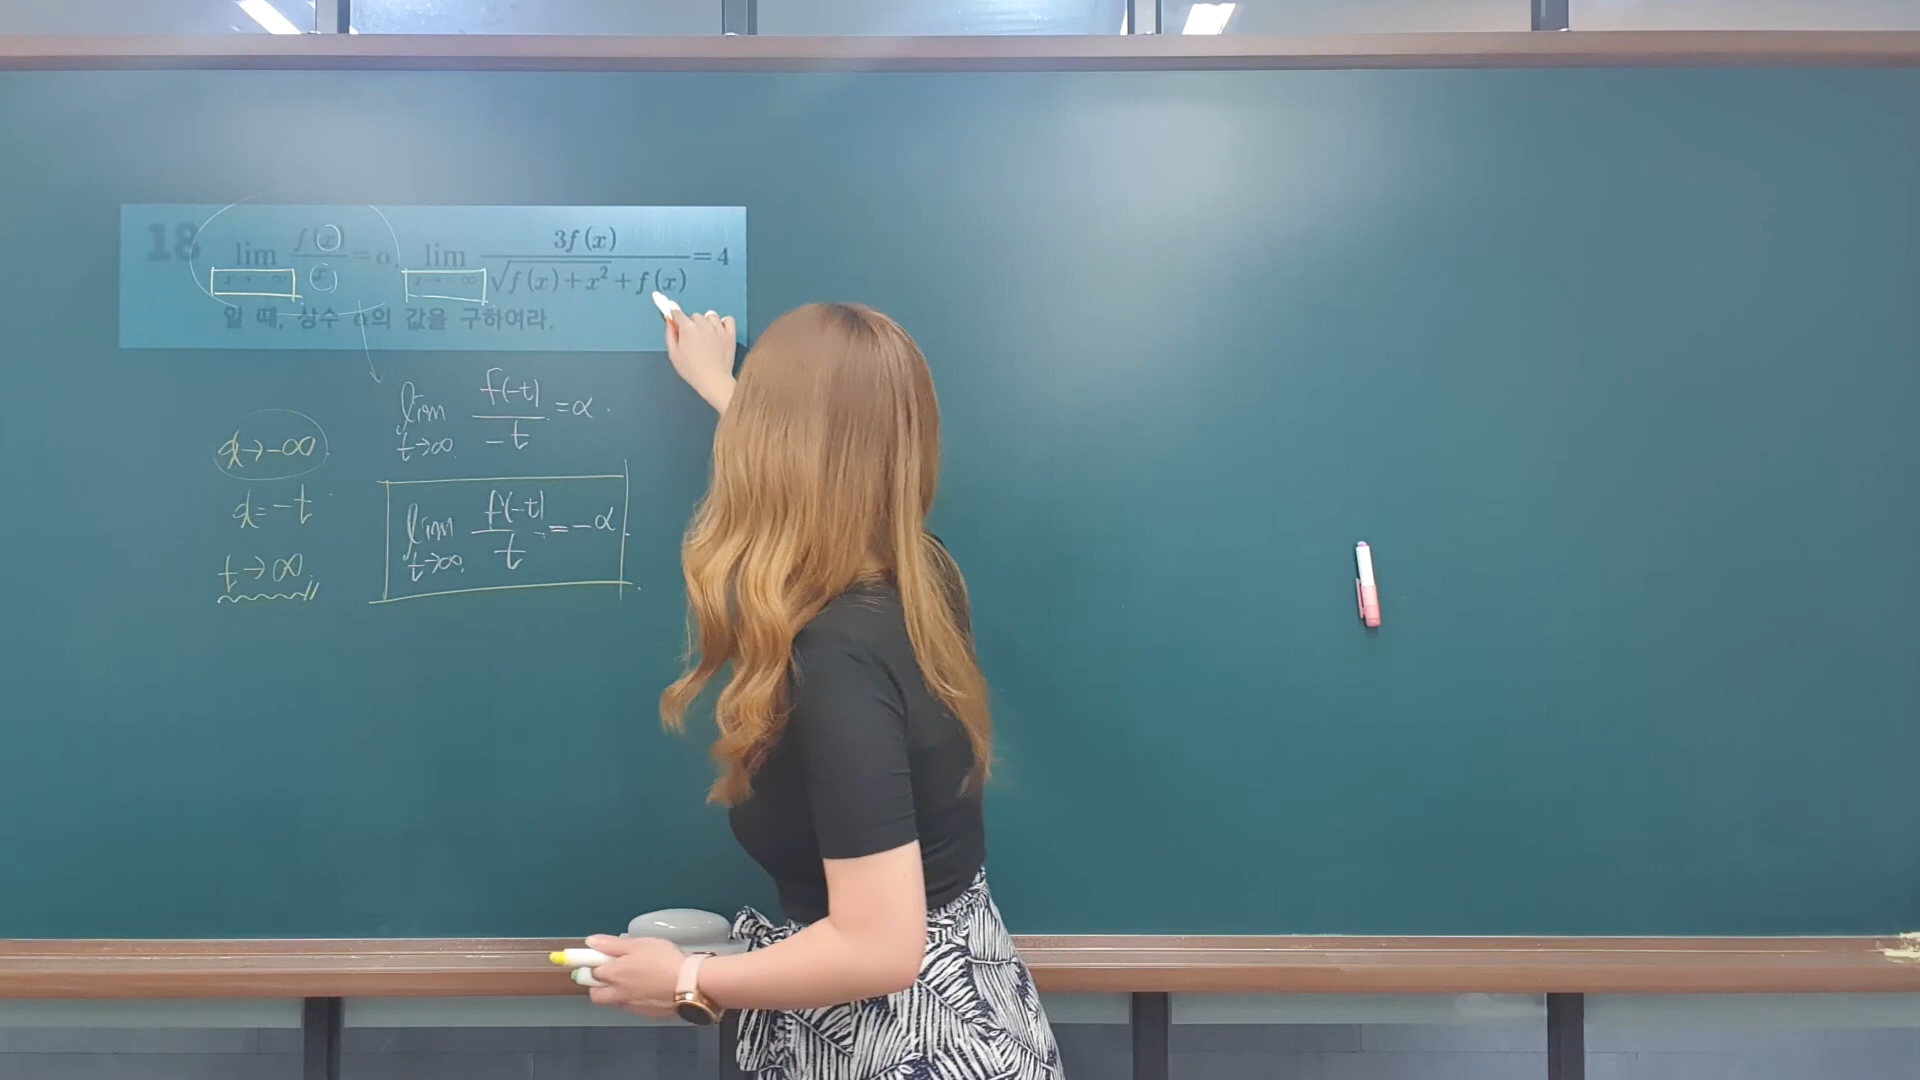 18 lim x→-∞ f(x)/x = α, lim x→-∞ 3f(x)/(√(f(x)+x²)+f(x)) = 4
일 때, 상수 α의 값을 구하여라.
lim t→∞ f(-t)/-t = α
x→-∞
x=-t
t→∞
lim t→∞ f(-t)/t = -α